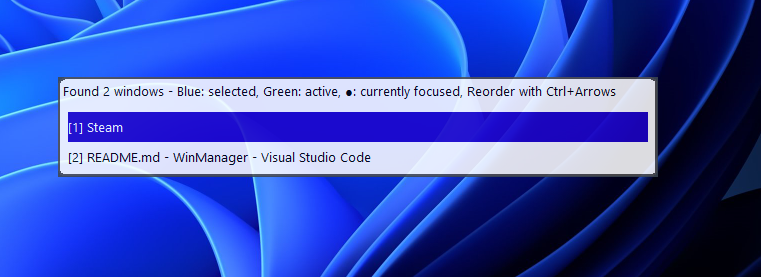 Found 2 windows - Blue: selected, Green: active, ●: currently focused, Reorder with Ctrl+Arrows
[1] Steam
[2] README.md - WinManager - Visual Studio Code